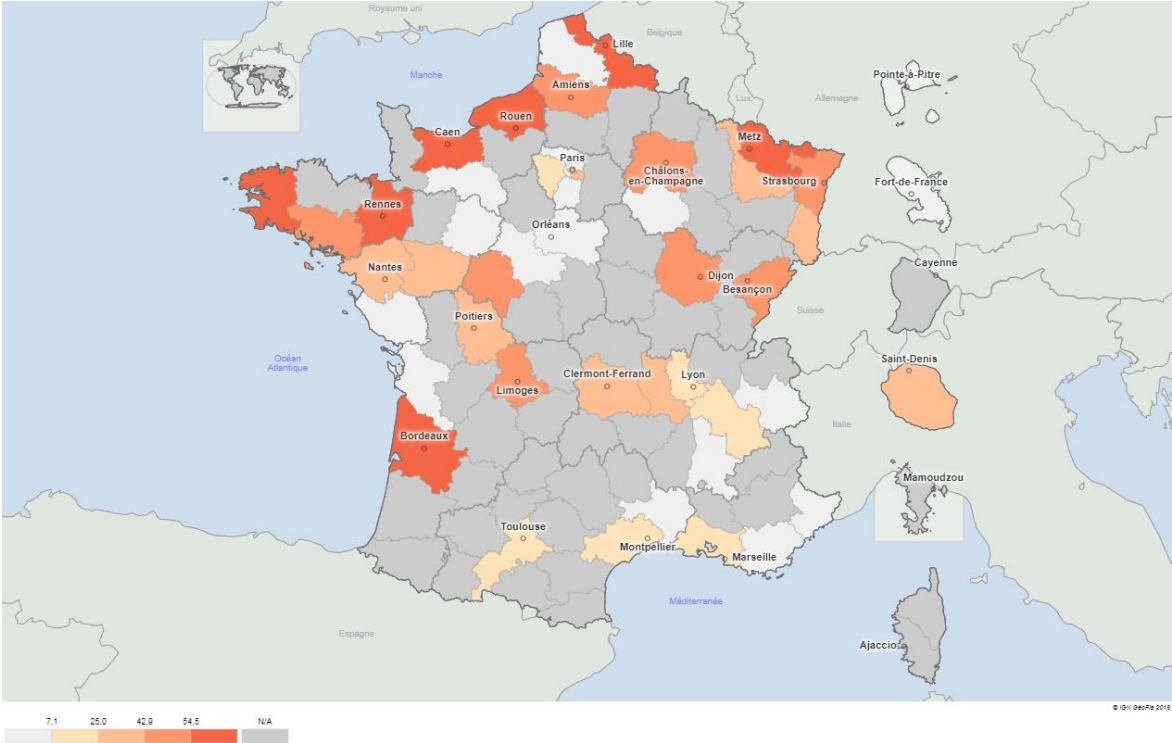 Royaume uni
Belgique
Lille
Manche
Pointe-à-Pitre
Amiens
Lux.
Allemagne
Rouen
Caen
Metz
Paris
Châlons-
en-Champagne
Strasbourg
Fort-de-France
Rennes
Orléans
Cayenne
Nantes
Dijon
Besançon
Suisse
Poitiers
Océan
Atlantique
Saint-Denis
Clermont-Ferrand
Lyon
Limoges
Italie
Bordeaux
Mamoudzou
Toulouse
Montpellier
Marseille
Méditerranée
Espagne
Ajaccio
© IGN GéoFla 2016
7,1 25,0 42,9 54,5 N/A